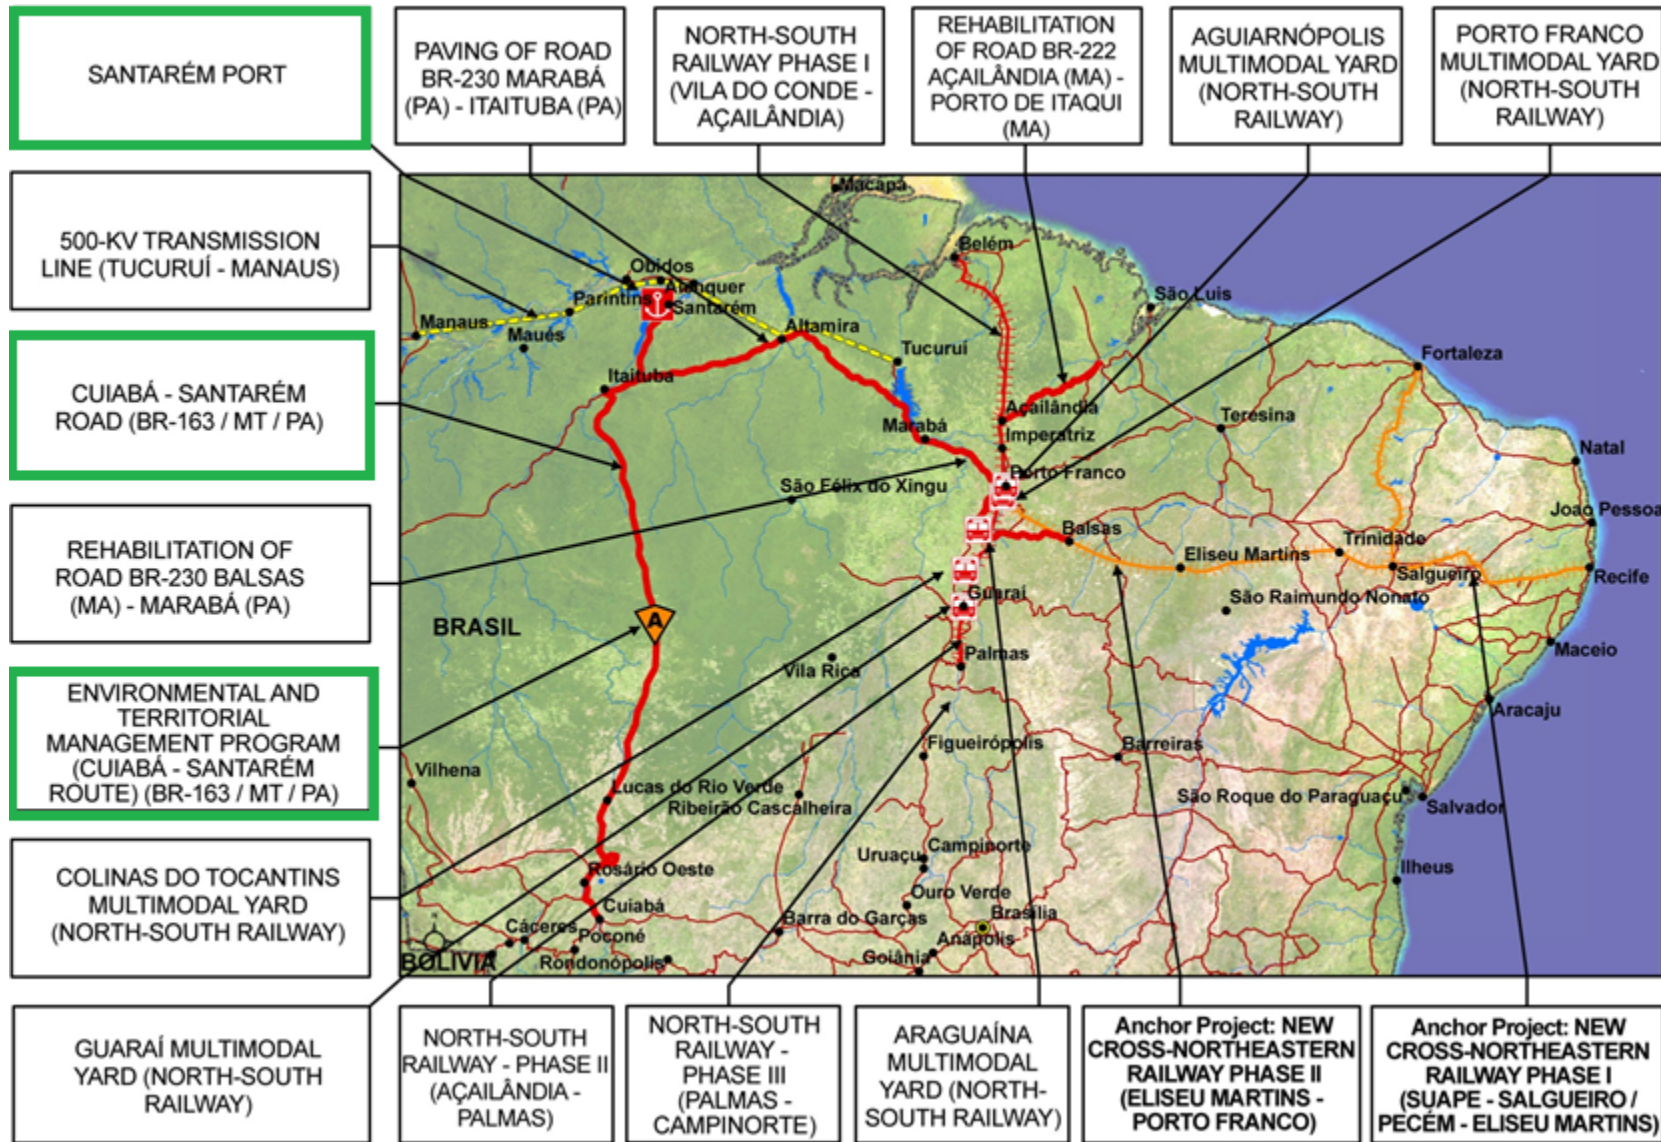 SANTARÉM PORT
PAVING OF ROAD
BR-230 MARABÁ
(PA) - ITAITUBA (PA)
NORTH-SOUTH
RAILWAY PHASE I
(VILA DO CONDE -
AÇAILÂNDIA)
REHABILITATION
OF ROAD BR-222
AÇAILÂNDIA (MA) -
PORTO DE ITAQUI
(MA)
AGUIARNÓPOLIS
MULTIMODAL YARD
(NORTH-SOUTH
RAILWAY)
PORTO FRANCO
MULTIMODAL YARD
(NORTH-SOUTH
RAILWAY)
500-KV TRANSMISSION
LINE (TUCURUÍ - MANAUS)
CUIABÁ - SANTARÉM
ROAD (BR-163 / MT / PA)
REHABILITATION OF
ROAD BR-230 BALSAS
(MA) - MARABÁ (PA)
ENVIRONMENTAL AND
TERRITORIAL
MANAGEMENT PROGRAM
(CUIABÁ - SANTARÉM
ROUTE) (BR-163 / MT / PA)
COLINAS DO TOCANTINS
MULTIMODAL YARD
(NORTH-SOUTH RAILWAY)
Macapá
Belém
Óbidos
Alenquer
Parintins
Santarém
São Luis
Manaus
Maués
Altamira
Tucuruí
Fortaleza
Itaituba
Açailândia
Teresina
Marabá
Imperatriz
Natal
Porto Franco
São Félix do Xingu
João Pessoa
Balsas
Trinidade
Eliseu Martins
Salgueiro
Recife
Guaraí
São Raimundo Nonato
A
BRASIL
Palmas
Maceio
Vila Rica
Aracaju
Figueirópolis
Barreiras
Vilhena
Lucas do Rio Verde
Ribeirão Cascalheira
São Roque do Paraguaçu
Salvador
Uruaçu
Campinorte
Rosário Oeste
Ilheus
Ouro Verde
Cuiabá
Barra do Garças
Brasília
Cáceres
Poconé
Anápolis
BOLIVIA
Rondonópolis
Goiânia
GUARAÍ MULTIMODAL
YARD (NORTH-SOUTH
RAILWAY)
NORTH-SOUTH
RAILWAY - PHASE II
(AÇAILÂNDIA -
PALMAS)
NORTH-SOUTH
RAILWAY -
PHASE III
(PALMAS -
CAMPINORTE)
ARAGUAÍNA
MULTIMODAL
YARD (NORTH-
SOUTH RAILWAY)
Anchor Project: NEW
CROSS-NORTHEASTERN
RAILWAY PHASE II
(ELISEU MARTINS -
PORTO FRANCO)
Anchor Project: NEW
CROSS-NORTHEASTERN
RAILWAY PHASE I
(SUAPE - SALGUEIRO /
PECÉM - ELISEU MARTINS)